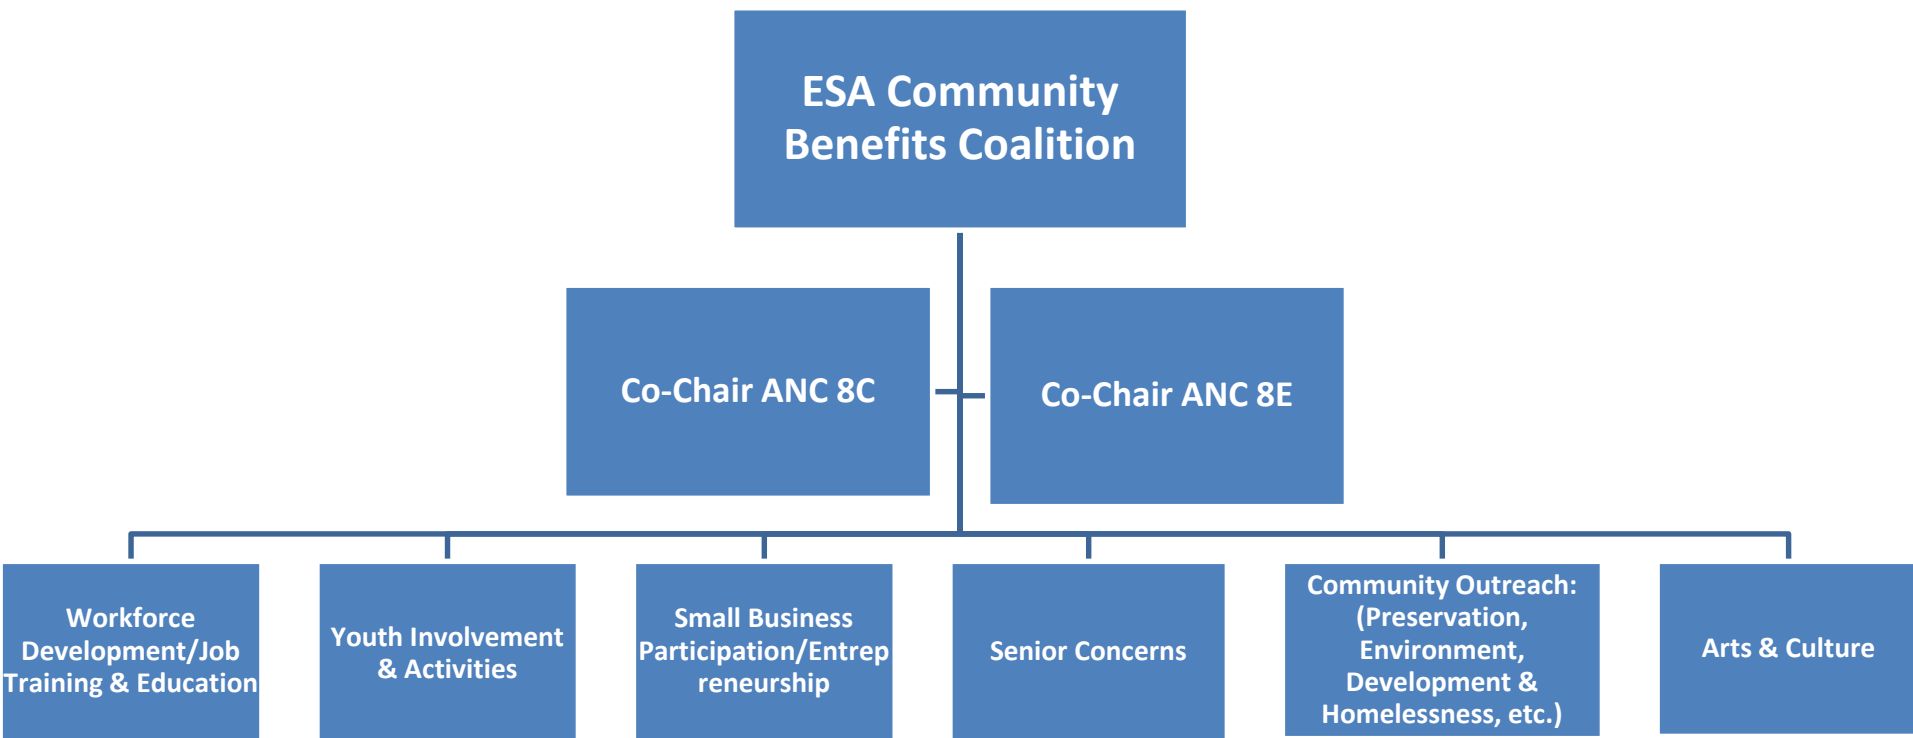 ESA Community
Benefits Coalition
Co-Chair ANC 8C
Co-Chair ANC 8E
Workforce
Development/Job
Training & Education
Youth Involvement
& Activities
Small Business
Participation/Entrep
reneurship
Senior Concerns
Community Outreach:
(Preservation,
Environment,
Development &
Homelessness, etc.)
Arts & Culture